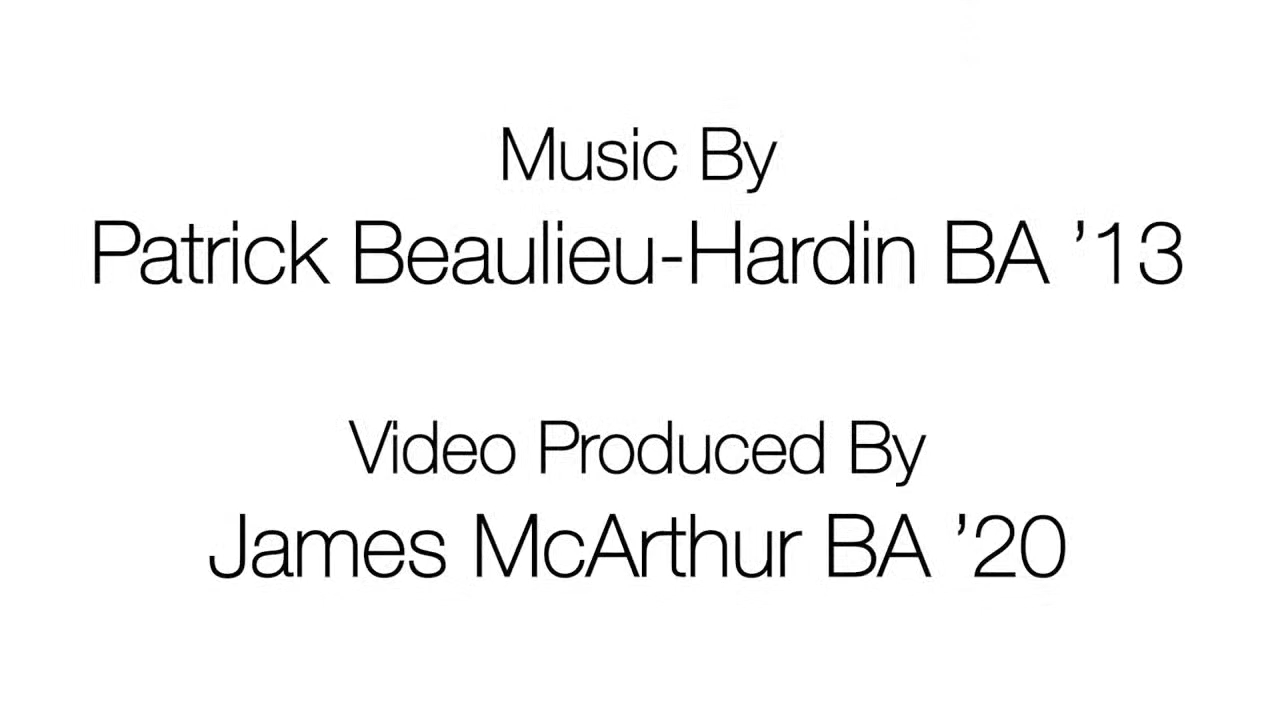 Music By
Patrick Beaulieu-Hardin BA ’13
Video Produced By
James McArthur BA ’20